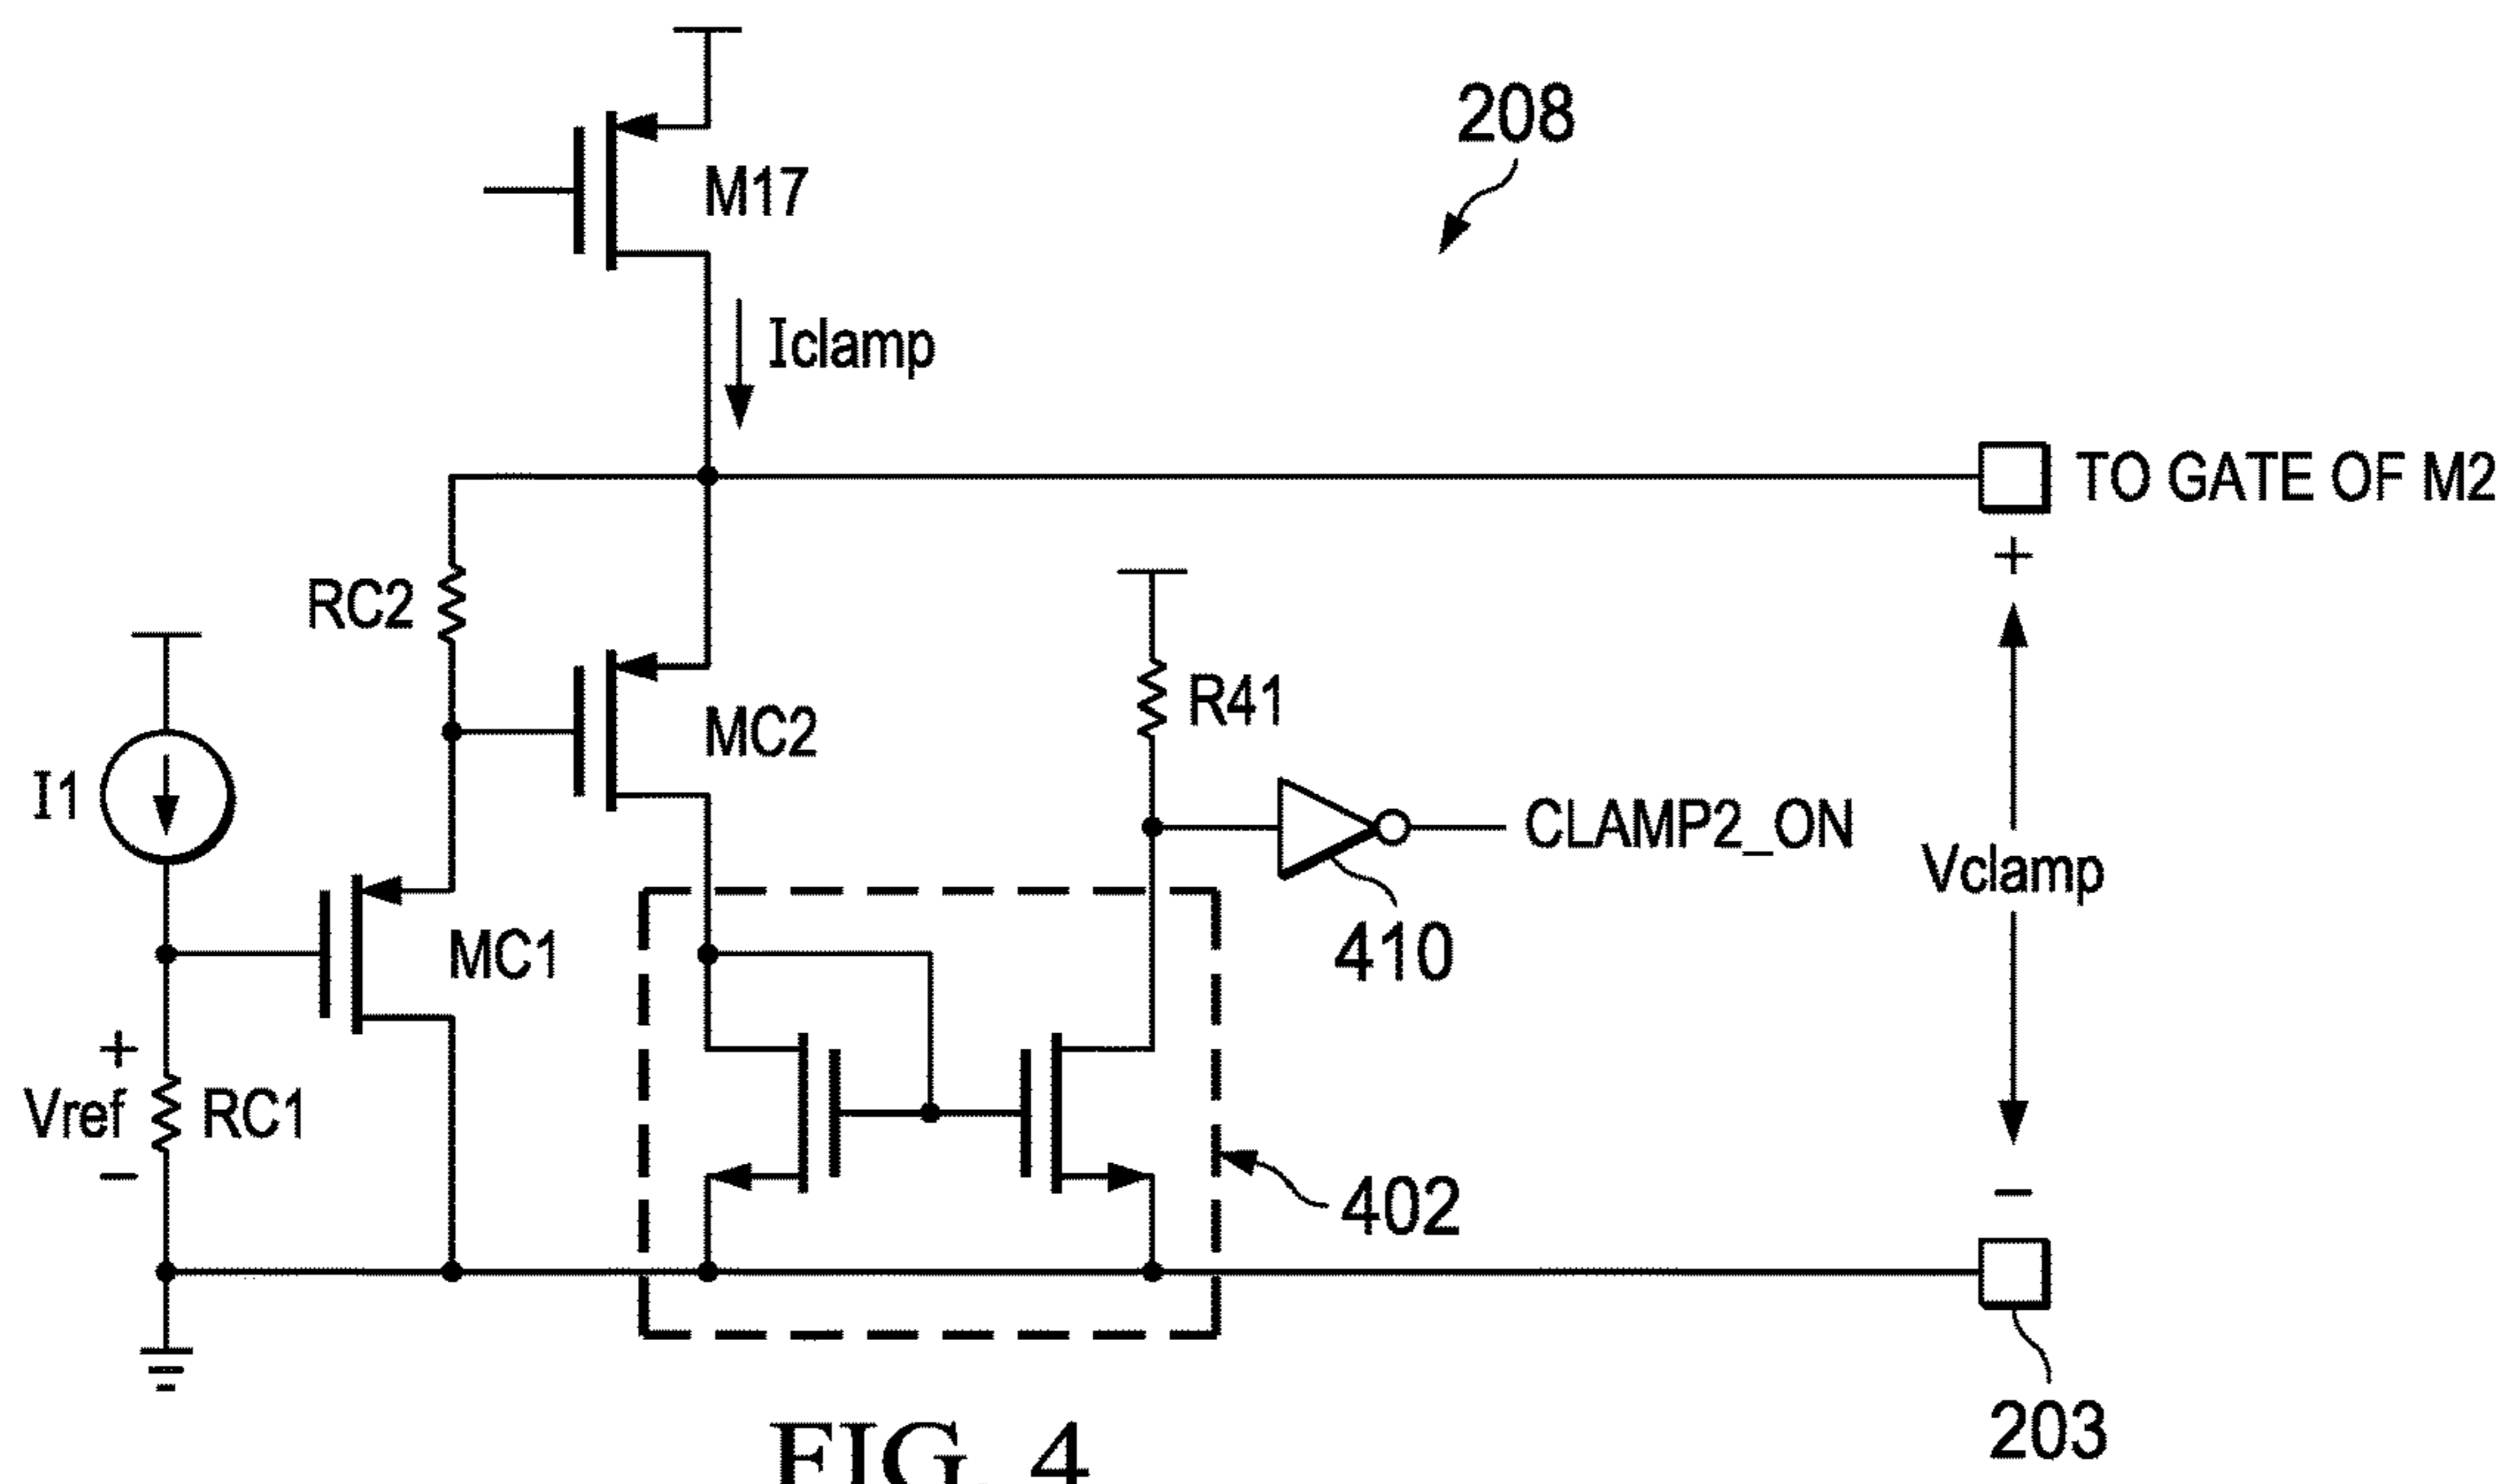 208
M17
Iclamp
TO GATE OF M2
+
RC2
R41
MC2
I1
CLAMP2_ON
Vclamp
410
MC1
+
Vref
RC1
−
402
−
203
FIG. 4